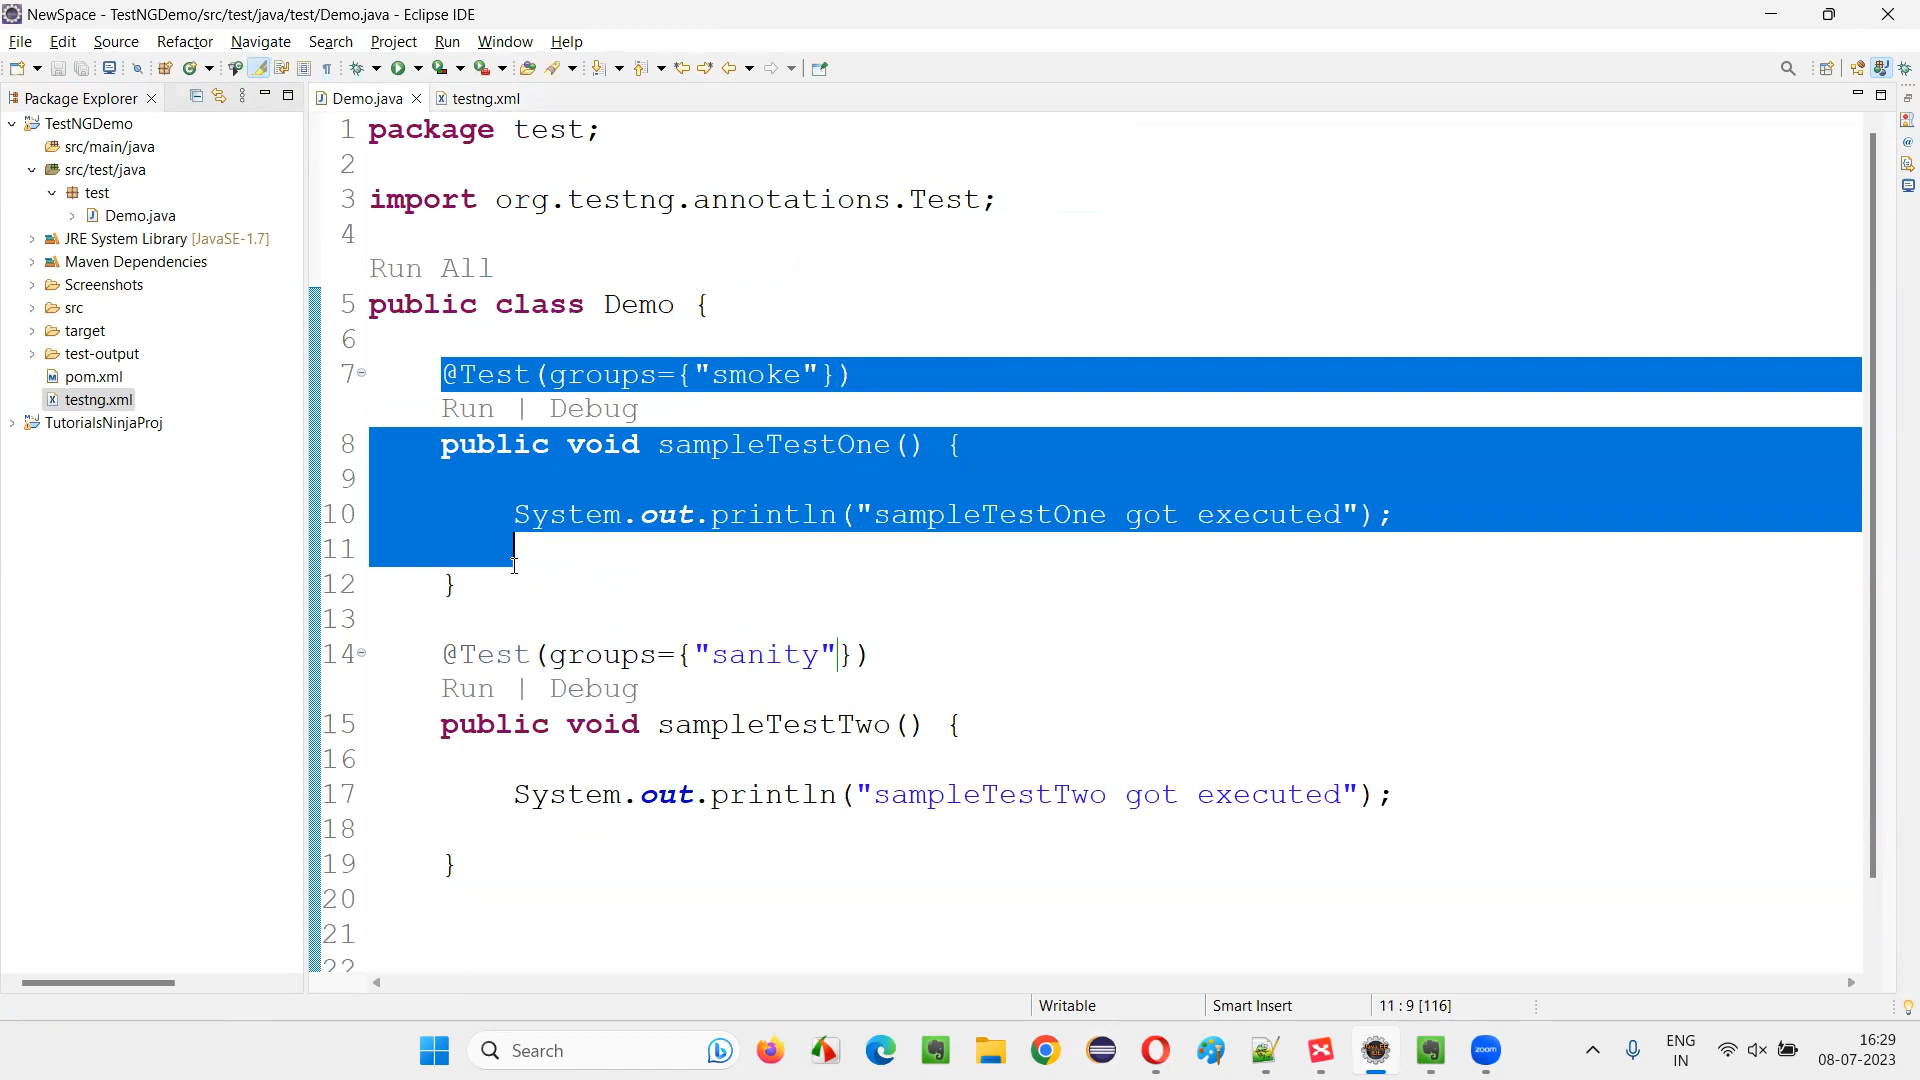 NewSpace - TestNGDemo/src/test/java/test/Demo.java - Eclipse IDE
File Edit Source Refactor Navigate Search Project Run Window Help
Package Explorer
Demo.java
testng.xml
TestNGDemo
src/main/java
src/test/java
test
Demo.java
JRE System Library [JavaSE-1.7]
Maven Dependencies
Screenshots
src
target
test-output
pom.xml
testng.xml
TutorialsNinjaProj
1 package test;
2
3 import org.testng.annotations.Test;
4
Run All
5 public class Demo {
6
7 @Test(groups={"smoke"})
Run | Debug
8 public void sampleTestOne() {
9
10 System.out.println("sampleTestOne got executed");
11
12 }
13
14 @Test(groups={"sanity"})
Run | Debug
15 public void sampleTestTwo() {
16
17 System.out.println("sampleTestTwo got executed");
18
19 }
20
21
22
Writable
Smart Insert
11 : 9 [116]
Search
zoom
ENG
IN
16:29
08-07-2023